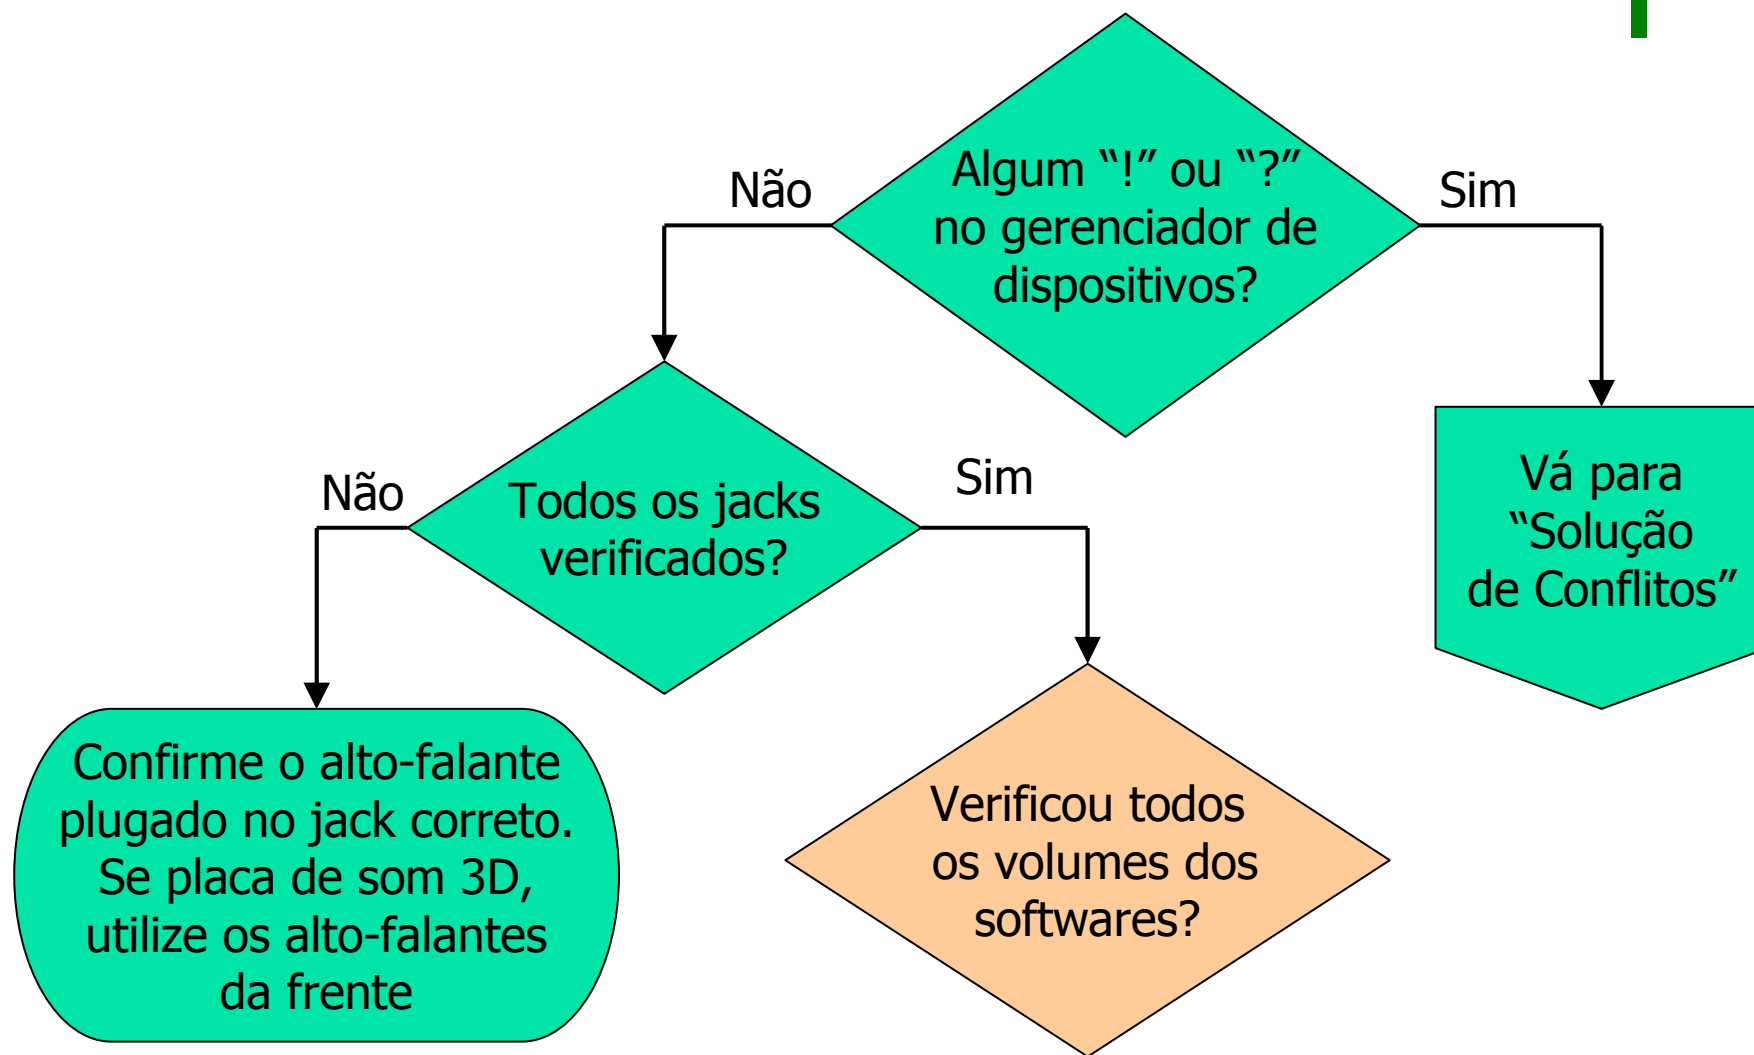 Algum “!” ou “?”
no gerenciador de
dispositivos?
Não
Sim
Todos os jacks
verificados?
Não
Sim
Vá para
“Solução
de Conflitos”
Confirme o alto-falante
plugado no jack correto.
Se placa de som 3D,
utilize os alto-falantes
da frente
Verificou todos
os volumes dos
softwares?